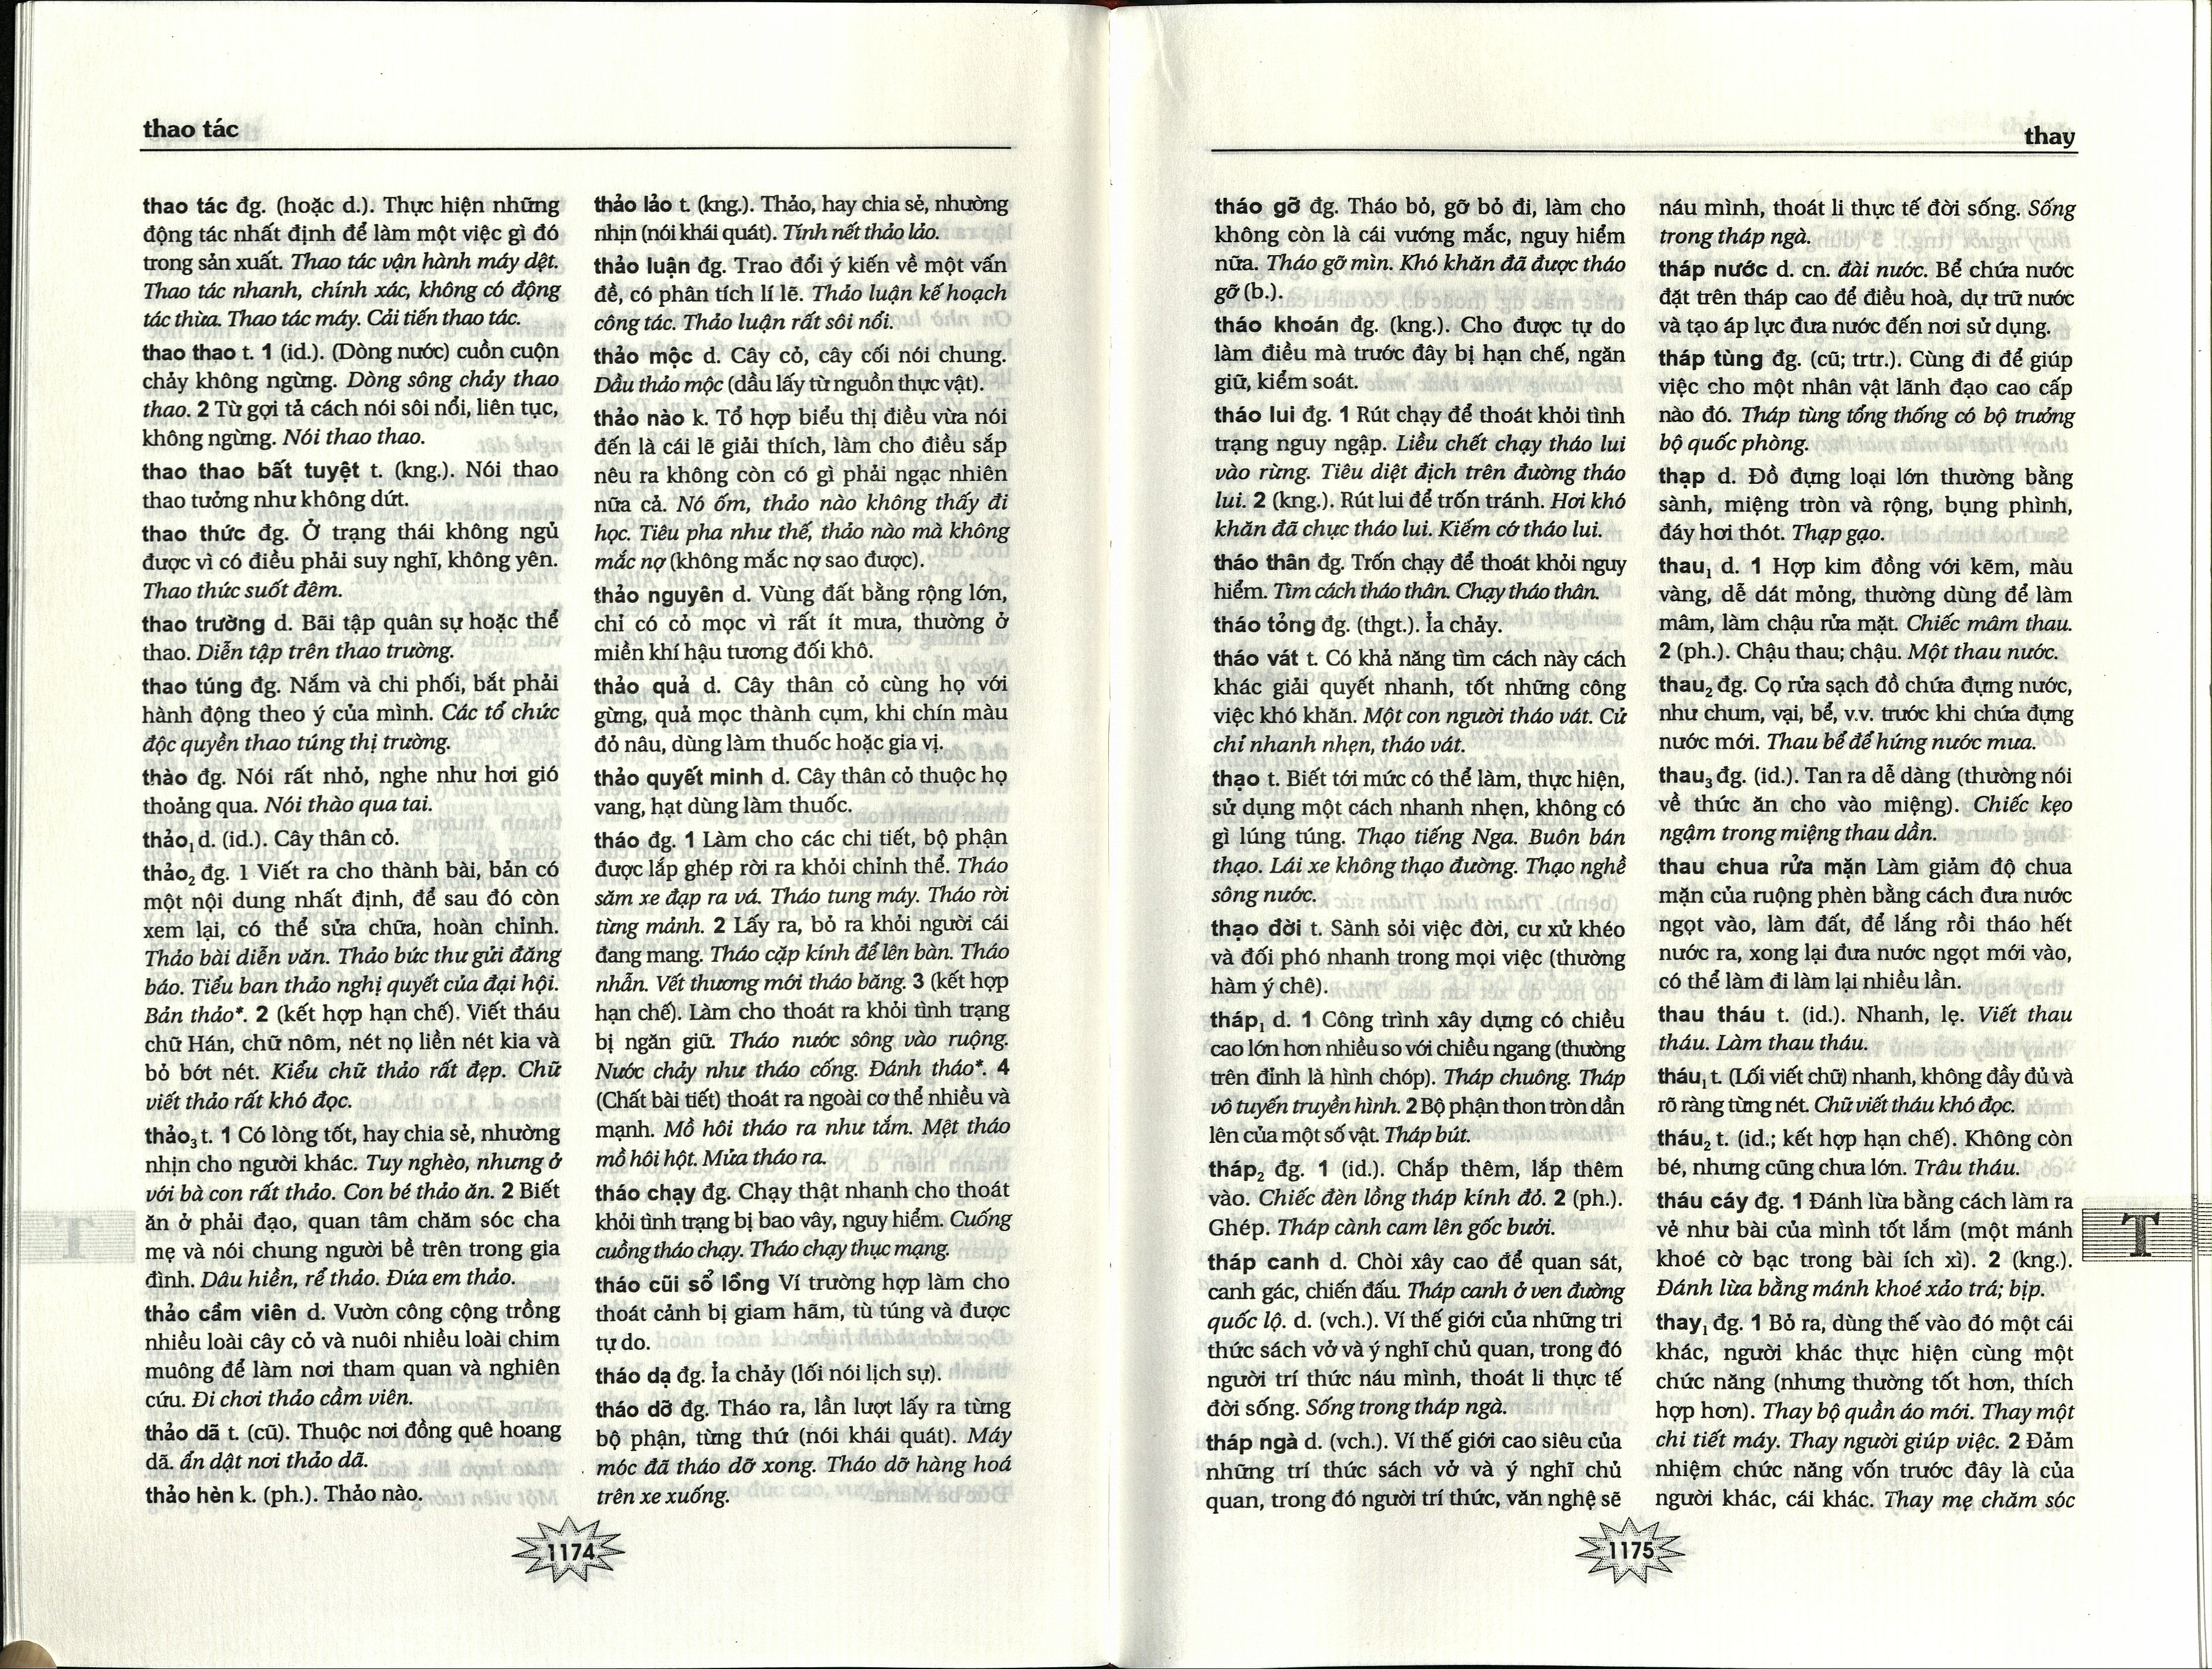 thao tác
thao tác đg. (hoặc d.). Thực hiện những
động tác nhất định để làm một việc gì đó
trong sản xuất. Thao tác vận hành máy dệt.
Thao tác nhanh, chính xác, không có động
tác thừa. Thao tác máy. Cải tiến thao tác.
thao thao t. 1 (id.). (Dòng nước) cuồn cuộn
chảy không ngừng. Dòng sông chảy thao
thao. 2 Từ gợi tả cách nói sôi nổi, liên tục,
không ngừng. Nói thao thao.
thao thao bất tuyệt t. (kng.). Nói thao
thao tưởng như không dứt.
thao thức đg. Ở trạng thái không ngủ
được vì có điều phải suy nghĩ, không yên.
Thao thức suốt đêm.
thao trường d. Bãi tập quân sự hoặc thể
thao. Diễn tập trên thao trường.
thao túng đg. Nắm và chi phối, bắt phải
hành động theo ý của mình. Các tổ chức
độc quyền thao túng thị trường.
thào đg. Nói rất nhỏ, nghe như hơi gió
thoảng qua. Nói thào qua tai.
thảo₁ d. (id.). Cây thân cỏ.
thảo₂ đg. 1 Viết ra cho thành bài, bản có
một nội dung nhất định, để sau đó còn
xem lại, có thể sửa chữa, hoàn chỉnh.
Thảo bài diễn văn. Thảo bức thư gửi đăng
báo. Tiểu ban thảo nghị quyết của đại hội.
Bản thảo*. 2 (kết hợp hạn chế). Viết tháu
chữ Hán, chữ nôm, nét nọ liền nét kia và
bỏ bớt nét. Kiểu chữ thảo rất đẹp. Chữ
viết thảo rất khó đọc.
thảo₃ t. 1 Có lòng tốt, hay chia sẻ, nhường
nhịn cho người khác. Tuy nghèo, nhưng ở
với bà con rất thảo. Con bé thảo ăn. 2 Biết
ăn ở phải đạo, quan tâm chăm sóc cha
mẹ và nói chung người bề trên trong gia
đình. Dâu hiền, rể thảo. Đứa em thảo.
thảo cầm viên d. Vườn công cộng trồng
nhiều loài cây cỏ và nuôi nhiều loài chim
muông để làm nơi tham quan và nghiên
cứu. Đi chơi thảo cầm viên.
thảo dã t. (cũ). Thuộc nơi đồng quê hoang
dã. ẩn dật nơi thảo dã.
thảo hèn k. (ph.). Thảo nào.
thảo lảo t. (kng.). Thảo, hay chia sẻ, nhường
nhịn (nói khái quát). Tính nết thảo lảo.
thảo luận đg. Trao đổi ý kiến về một vấn
đề, có phân tích lí lẽ. Thảo luận kế hoạch
công tác. Thảo luận rất sôi nổi.
thảo mộc d. Cây cỏ, cây cối nói chung.
Dầu thảo mộc (dầu lấy từ nguồn thực vật).
thảo nào k. Tổ hợp biểu thị điều vừa nói
đến là cái lẽ giải thích, làm cho điều sắp
nêu ra không còn có gì phải ngạc nhiên
nữa cả. Nó ốm, thảo nào không thấy đi
học. Tiêu pha như thế, thảo nào mà không
mắc nợ (không mắc nợ sao được).
thảo nguyên d. Vùng đất bằng rộng lớn,
chỉ có cỏ mọc vì rất ít mưa, thường ở
miền khí hậu tương đối khô.
thảo quả d. Cây thân cỏ cùng họ với
gừng, quả mọc thành cụm, khi chín màu
đỏ nâu, dùng làm thuốc hoặc gia vị.
thảo quyết minh d. Cây thân cỏ thuộc họ
vang, hạt dùng làm thuốc.
tháo đg. 1 Làm cho các chi tiết, bộ phận
được lắp ghép rời ra khỏi chỉnh thể. Tháo
săm xe đạp ra vá. Tháo tung máy. Tháo rời
từng mảnh. 2 Lấy ra, bỏ ra khỏi người cái
đang mang. Tháo cặp kính để lên bàn. Tháo
nhẫn. Vết thương mới tháo băng. 3 (kết hợp
hạn chế). Làm cho thoát ra khỏi tình trạng
bị ngăn giữ. Tháo nước sông vào ruộng.
Nước chảy như tháo cống. Đánh tháo*. 4
(Chất bài tiết) thoát ra ngoài cơ thể nhiều và
mạnh. Mồ hôi tháo ra như tắm. Mệt tháo
mồ hôi hột. Mửa tháo ra.
tháo chạy đg. Chạy thật nhanh cho thoát
khỏi tình trạng bị bao vây, nguy hiểm. Cuống
cuồng tháo chạy. Tháo chạy thục mạng.
tháo cũi sổ lồng Ví trường hợp làm cho
thoát cảnh bị giam hãm, tù túng và được
tự do.
tháo dạ đg. Ỉa chảy (lối nói lịch sự).
tháo dỡ đg. Tháo ra, lần lượt lấy ra từng
bộ phận, từng thứ (nói khái quát). Máy
móc đã tháo dỡ xong. Tháo dỡ hàng hoá
trên xe xuống.
1174
thay
tháo gỡ đg. Tháo bỏ, gỡ bỏ đi, làm cho
không còn là cái vướng mắc, nguy hiểm
nữa. Tháo gỡ mìn. Khó khăn đã được tháo
gỡ (b.).
tháo khoán đg. (kng.). Cho được tự do
làm điều mà trước đây bị hạn chế, ngăn
giữ, kiểm soát.
tháo lui đg. 1 Rút chạy để thoát khỏi tình
trạng nguy ngập. Liều chết chạy tháo lui
vào rừng. Tiêu diệt địch trên đường tháo
lui. 2 (kng.). Rút lui để trốn tránh. Hơi khó
khăn đã chực tháo lui. Kiếm cớ tháo lui.
tháo thân đg. Trốn chạy để thoát khỏi nguy
hiểm. Tìm cách tháo thân. Chạy tháo thân.
tháo tỏng đg. (thgt.). Ỉa chảy.
tháo vát t. Có khả năng tìm cách này cách
khác giải quyết nhanh, tốt những công
việc khó khăn. Một con người tháo vát. Cử
chỉ nhanh nhẹn, tháo vát.
thạo t. Biết tới mức có thể làm, thực hiện,
sử dụng một cách nhanh nhẹn, không có
gì lúng túng. Thạo tiếng Nga. Buôn bán
thạo. Lái xe không thạo đường. Thạo nghề
sông nước.
thạo đời t. Sành sỏi việc đời, cư xử khéo
và đối phó nhanh trong mọi việc (thường
hàm ý chê).
tháp₁ d. 1 Công trình xây dựng có chiều
cao lớn hơn nhiều so với chiều ngang (thường
trên đỉnh là hình chóp). Tháp chuông. Tháp
vô tuyến truyền hình. 2 Bộ phận thon tròn dần
lên của một số vật. Tháp bút.
tháp₂ đg. 1 (id.). Chắp thêm, lắp thêm
vào. Chiếc đèn lồng tháp kính đỏ. 2 (ph.).
Ghép. Tháp cành cam lên gốc bưởi.
tháp canh d. Chòi xây cao để quan sát,
canh gác, chiến đấu. Tháp canh ở ven đường
quốc lộ. d. (vch.). Ví thế giới của những tri
thức sách vở và ý nghĩ chủ quan, trong đó
người trí thức náu mình, thoát li thực tế
đời sống. Sống trong tháp ngà.
tháp ngà d. (vch.). Ví thế giới cao siêu của
những trí thức sách vở và ý nghĩ chủ
quan, trong đó người trí thức, văn nghệ sẽ
náu mình, thoát li thực tế đời sống. Sống
trong tháp ngà.
tháp nước d. cn. đài nước. Bể chứa nước
đặt trên tháp cao để điều hoà, dự trữ nước
và tạo áp lực đưa nước đến nơi sử dụng.
tháp tùng đg. (cũ; trtr.). Cùng đi để giúp
việc cho một nhân vật lãnh đạo cao cấp
nào đó. Tháp tùng tổng thống có bộ trưởng
bộ quốc phòng.
thạp d. Đồ đựng loại lớn thường bằng
sành, miệng tròn và rộng, bụng phình,
đáy hơi thót. Thạp gạo.
thau₁ d. 1 Hợp kim đồng với kẽm, màu
vàng, dễ dát mỏng, thường dùng để làm
mâm, làm chậu rửa mặt. Chiếc mâm thau.
2 (ph.). Chậu thau; chậu. Một thau nước.
thau₂ đg. Cọ rửa sạch đồ chứa đựng nước,
như chum, vại, bể, v.v. trước khi chứa đựng
nước mới. Thau bể để hứng nước mưa.
thau₃ đg. (id.). Tan ra dễ dàng (thường nói
về thức ăn cho vào miệng). Chiếc kẹo
ngậm trong miệng thau dần.
thau chua rửa mặn Làm giảm độ chua
mặn của ruộng phèn bằng cách đưa nước
ngọt vào, làm đất, để lắng rồi tháo hết
nước ra, xong lại đưa nước ngọt mới vào,
có thể làm đi làm lại nhiều lần.
thau tháu t. (id.). Nhanh, lẹ. Viết thau
tháu. Làm thau tháu.
tháu₁ t. (Lối viết chữ) nhanh, không đầy đủ và
rõ ràng từng nét. Chữ viết tháu khó đọc.
tháu₂ t. (id.; kết hợp hạn chế). Không còn
bé, nhưng cũng chưa lớn. Trâu tháu.
tháu cáy đg. 1 Đánh lừa bằng cách làm ra
vẻ như bài của mình tốt lắm (một mánh
khoé cờ bạc trong bài ích xì). 2 (kng.).
Đánh lừa bằng mánh khoé xảo trá; bịp.
thay₁ đg. 1 Bỏ ra, dùng thế vào đó một cái
khác, người khác thực hiện cùng một
chức năng (nhưng thường tốt hơn, thích
hợp hơn). Thay bộ quần áo mới. Thay một
chi tiết máy. Thay người giúp việc. 2 Đảm
nhiệm chức năng vốn trước đây là của
người khác, cái khác. Thay mẹ chăm sóc
T
1175